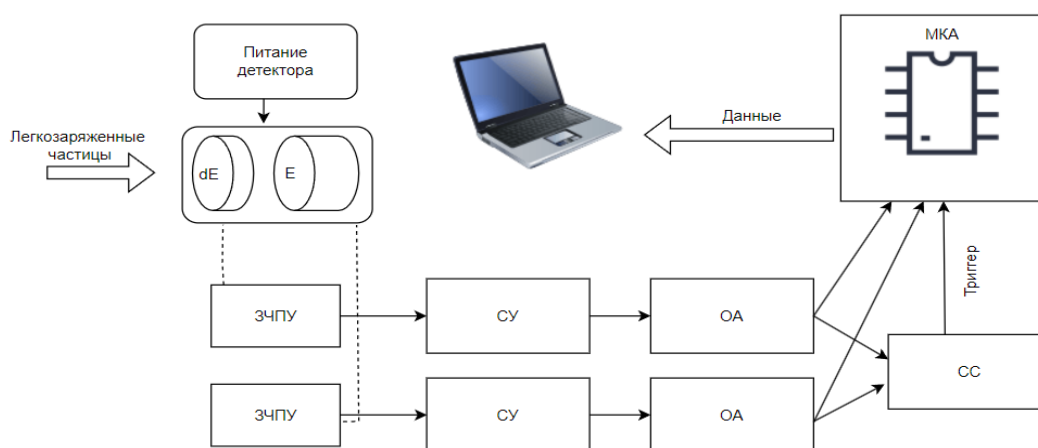 Питание
детектора
МКА
Легкозаряженные
частицы
Данные
dE
E
Триггер
ЗЧПУ
СУ
ОА
СС
ЗЧПУ
СУ
ОА